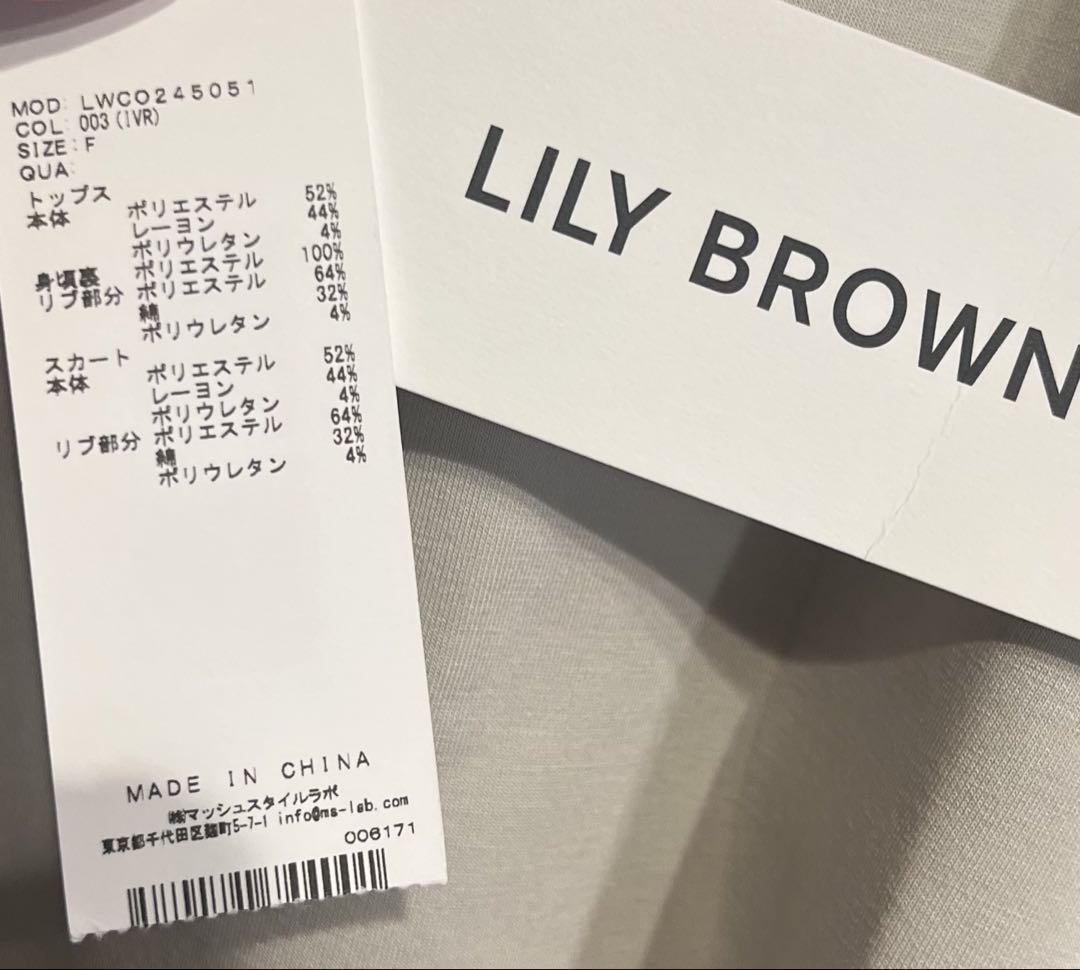 MOD: LWCO245051
COL: 003(IVR)
SIZE: F
QUA:
トップス
本体 ポリエステル 52%
レーヨン 44%
ポリウレタン 4%
身頃裏 ポリエステル 100%
リブ部分 ポリエステル 64%
綿 32%
ポリウレタン 4%
スカート
本体 ポリエステル 52%
レーヨン 44%
ポリウレタン 4%
リブ部分 ポリエステル 64%
綿 32%
ポリウレタン 4%
MADE IN CHINA
㈱マッシュスタイルラボ
東京都千代田区麹町5-7-1 info@ms-lab.com
006171
LILY BROWN